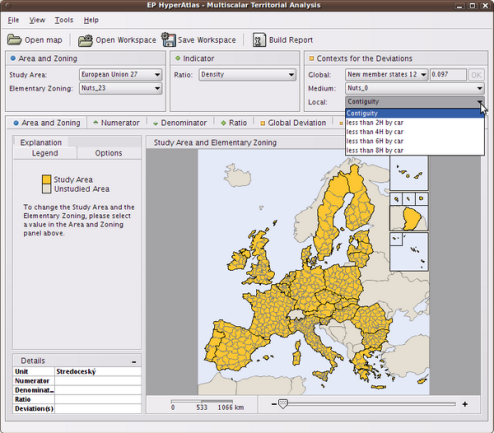 EP HyperAtlas - Multiscalar Territorial Analysis
File View Tools Help
Open map Open Workspace Save Workspace Build Report
Area and Zoning
Study Area: European Union 27
Elementary Zoning: Nuts_23
Indicator
Ratio: Density
Contexts for the Deviations
Global: New member states 12 0.097 OK
Medium: Nuts_0
Local: Contiguity
Contiguity
less than 2H by car
less than 4H by car
less than 6H by car
less than 8H by car
Area and Zoning Numerator Denominator Ratio Global Deviation
Explanation
Legend Options
Study Area
Unstudied Area
To change the Study Area and the
Elementary Zoning, please select
a value in the Area and Zoning
panel above.
Study Area and Elementary Zoning
Details
Unit Stredoceský
Numerator
Denominat...
Ratio
Deviation(s)
0 533 1066 km